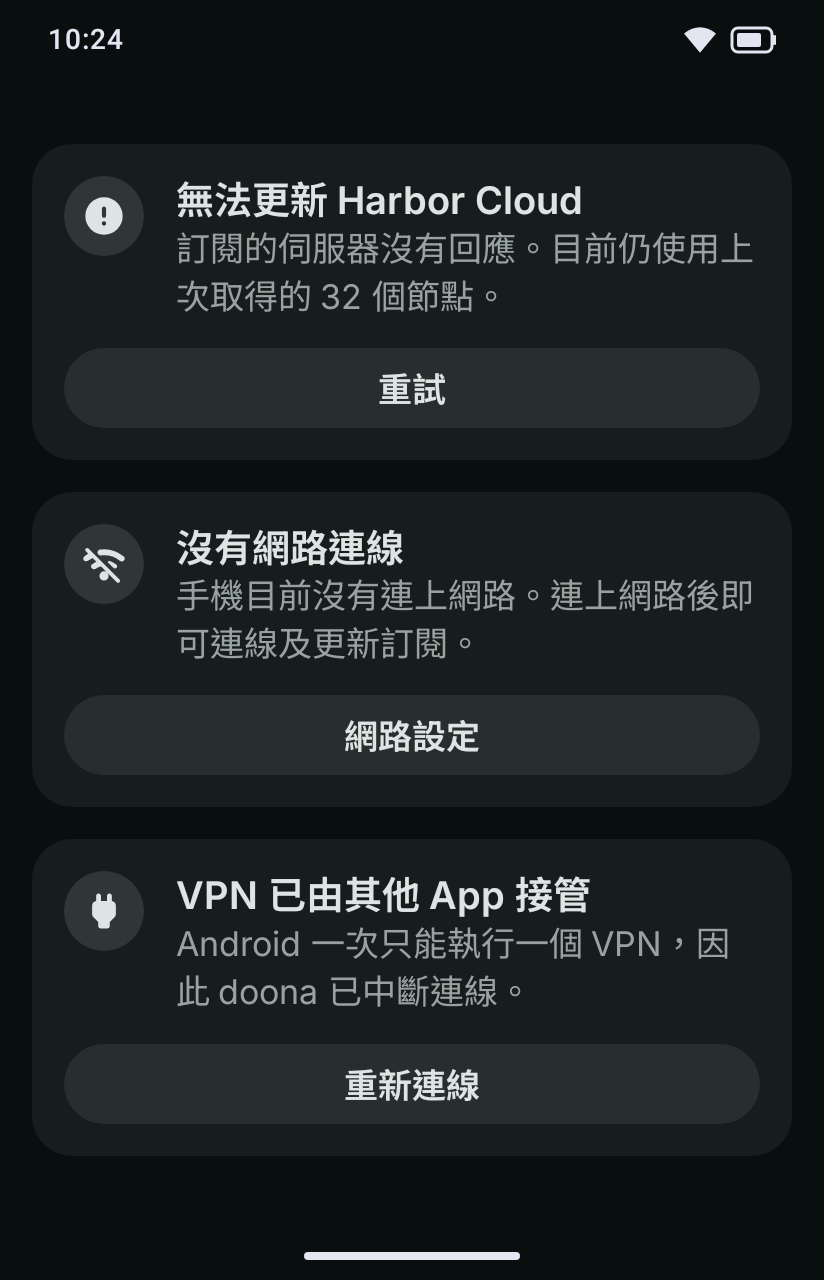 10:24
無法更新 Harbor Cloud
訂閱的伺服器沒有回應。目前仍使用上
次取得的 32 個節點。
重試
沒有網路連線
手機目前沒有連上網路。連上網路後即
可連線及更新訂閱。
網路設定
VPN 已由其他 App 接管
Android 一次只能執行一個 VPN，因
此 doona 已中斷連線。
重新連線